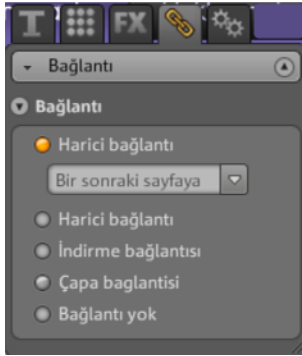 T FX
Bağlantı
Bağlantı
Harici bağlantı
Bir sonraki sayfaya
Harici bağlantı
İndirme bağlantısı
Çapa baglantisi
Bağlantı yok